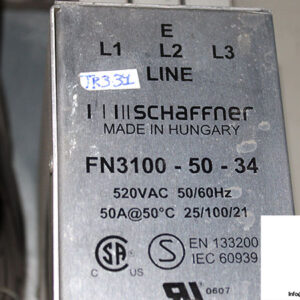 E
L1 L2 L3
TR331 LINE
SCHAFFNER
MADE IN HUNGARY
FN3100 - 50 - 34
520VAC 50/60Hz
50A@50°C 25/100/21
SA S EN 133200
IEC 60939
0607